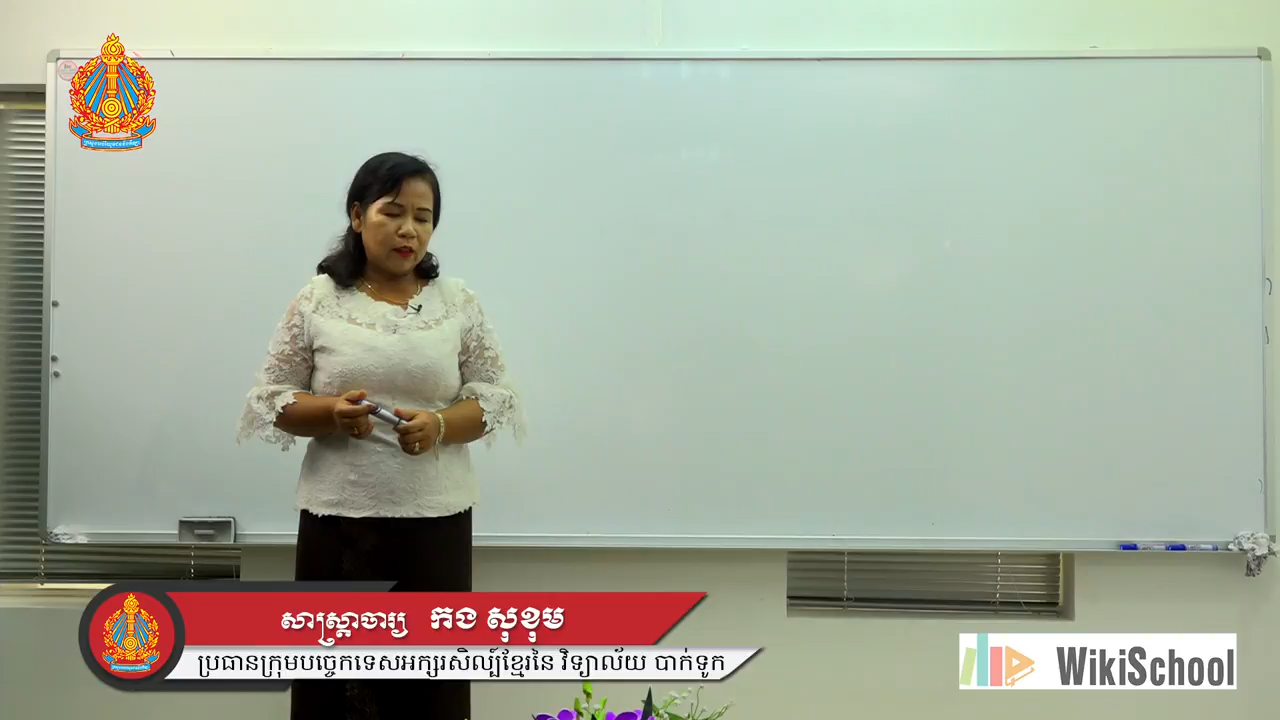 សាស្ត្រាចារ្យ កង សុខុម
ប្រធានក្រុមបច្ចេកទេសអក្សរសិល្ប៍ខ្មែរនៃ វិទ្យាល័យ បាក់ទូក
WikiSchool